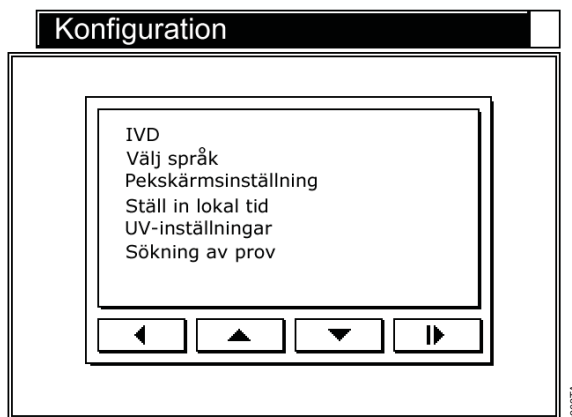 Konfiguration
IVD
Välj språk
Pekskärmsinställning
Ställ in lokal tid
UV-inställningar
Sökning av prov